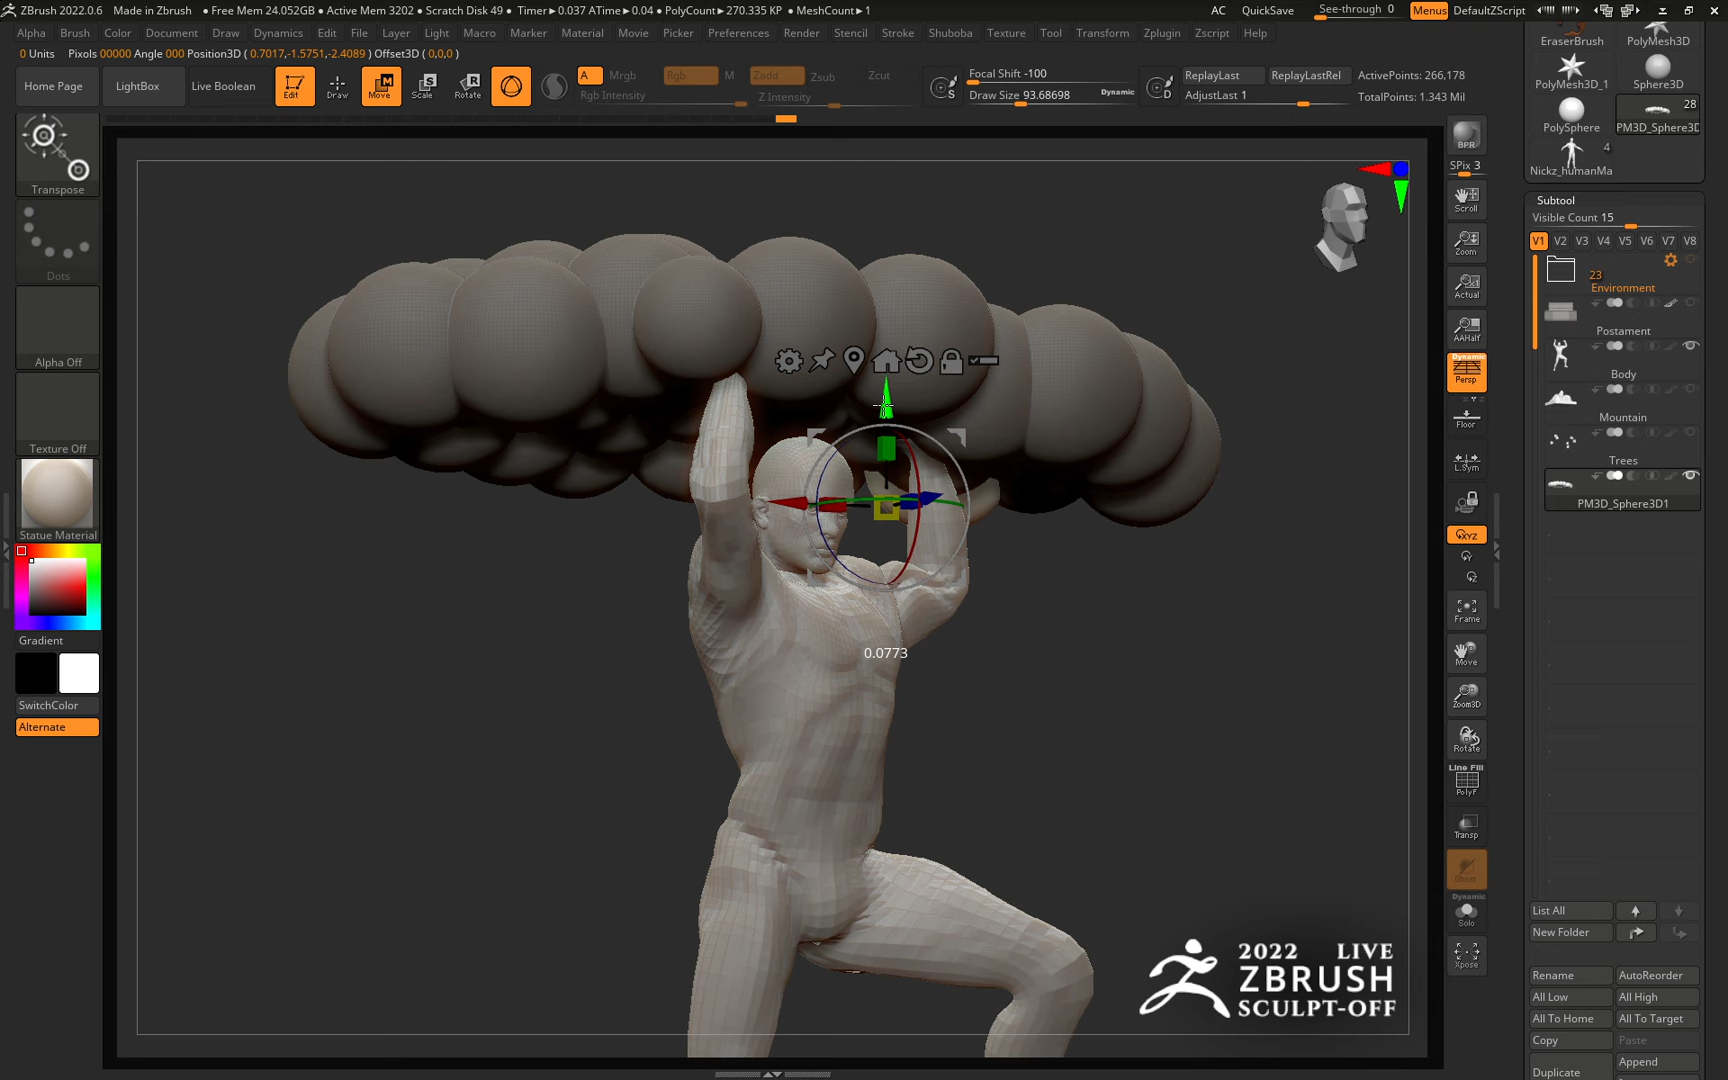 ZBrush 2022.0.6 Made in Zbrush • Free Mem 24.052GB • Active Mem 3202 • Scratch Disk 49 • Timer▸0.037 ATime▸0.04 • PolyCount▸270.335 KP • MeshCount▸1 AC QuickSave See-through 0 Menus DefaultZScript
Alpha Brush Color Document Draw Dynamics Edit File Layer Light Macro Marker Material Movie Picker Preferences Render Stencil Stroke Shuboba Texture Tool Transform Zplugin Zscript Help
0 Units Pixols 00000 Angle 000 Position3D ( 0.7017,-1.5751,-2.4089 ) Offset3D ( 0,0,0 )
Home Page LightBox Live Boolean Edit Draw Move Scale Rotate
A Mrgb Rgb M Zadd Zsub Zcut
Rgb Intensity Z Intensity
S Focal Shift -100
Draw Size 93.68698 Dynamic D
ReplayLast ReplayLastRel ActivePoints: 266,178
AdjustLast 1 TotalPoints: 1.343 Mil
Transpose
Dots
Alpha Off
Texture Off
Statue Material
Gradient
SwitchColor
Alternate
0.0773
2022 LIVE
ZBRUSH
SCULPT-OFF
BPR
SPix 3
Scroll
Zoom
Actual
AAHalf
Dynamic
Persp
Floor
L.Sym
XYZ
Y
Z
Frame
Move
Zoom3D
Rotate
Line Fill
PolyF
Transp
Ghost
Dynamic
Solo
Xpose
EraserBrush PolyMesh3D
PolyMesh3D_1 Sphere3D
28
PolySphere PM3D_Sphere3D
4
Nickz_humanMa
Subtool
Visible Count 15
V1 V2 V3 V4 V5 V6 V7 V8
23
Environment
Postament
Body
Mountain
Trees
PM3D_Sphere3D1
List All
New Folder
Rename AutoReorder
All Low All High
All To Home All To Target
Copy Paste
Duplicate Append